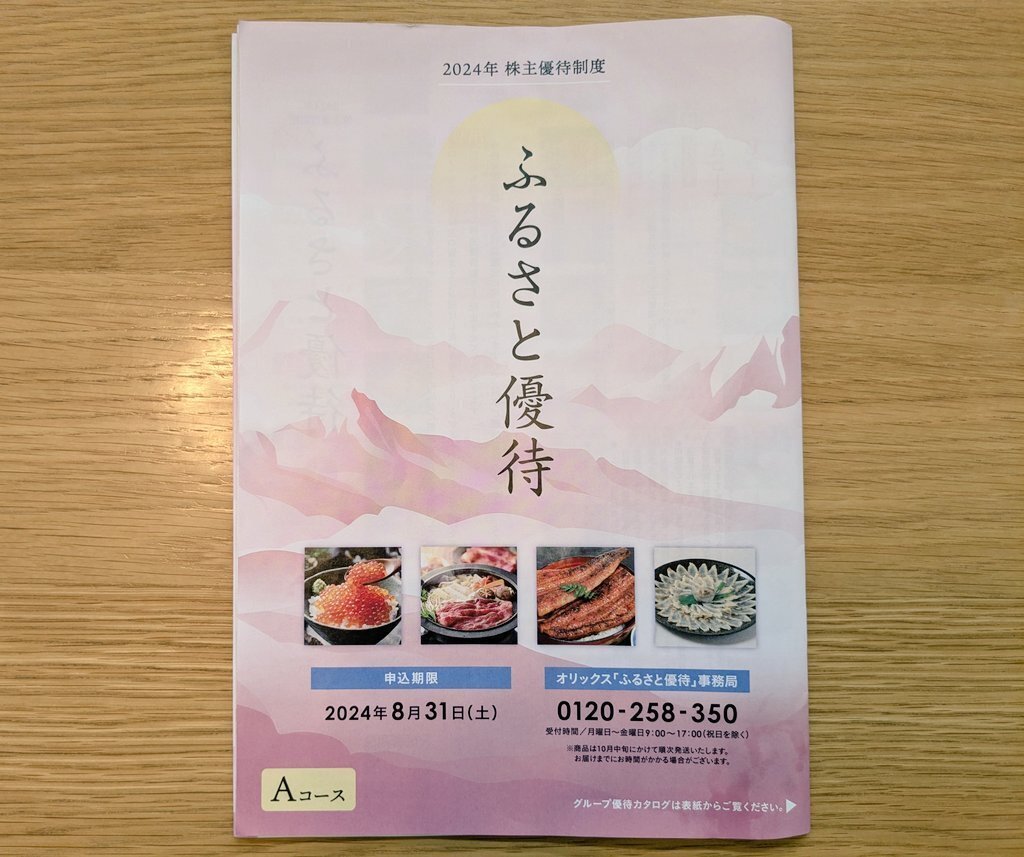 2024年 株主優待制度
ふるさと優待
申込期限
2024年8月31日(土)
オリックス「ふるさと優待」事務局
0120-258-350
受付時間／月曜日～金曜日9:00～17:00(祝日を除く)
※商品は10月中旬にかけて順次発送いたします。
お届けまでにお時間がかかる場合がございます。
Aコース
グループ優待カタログは表紙からご覧ください。▶